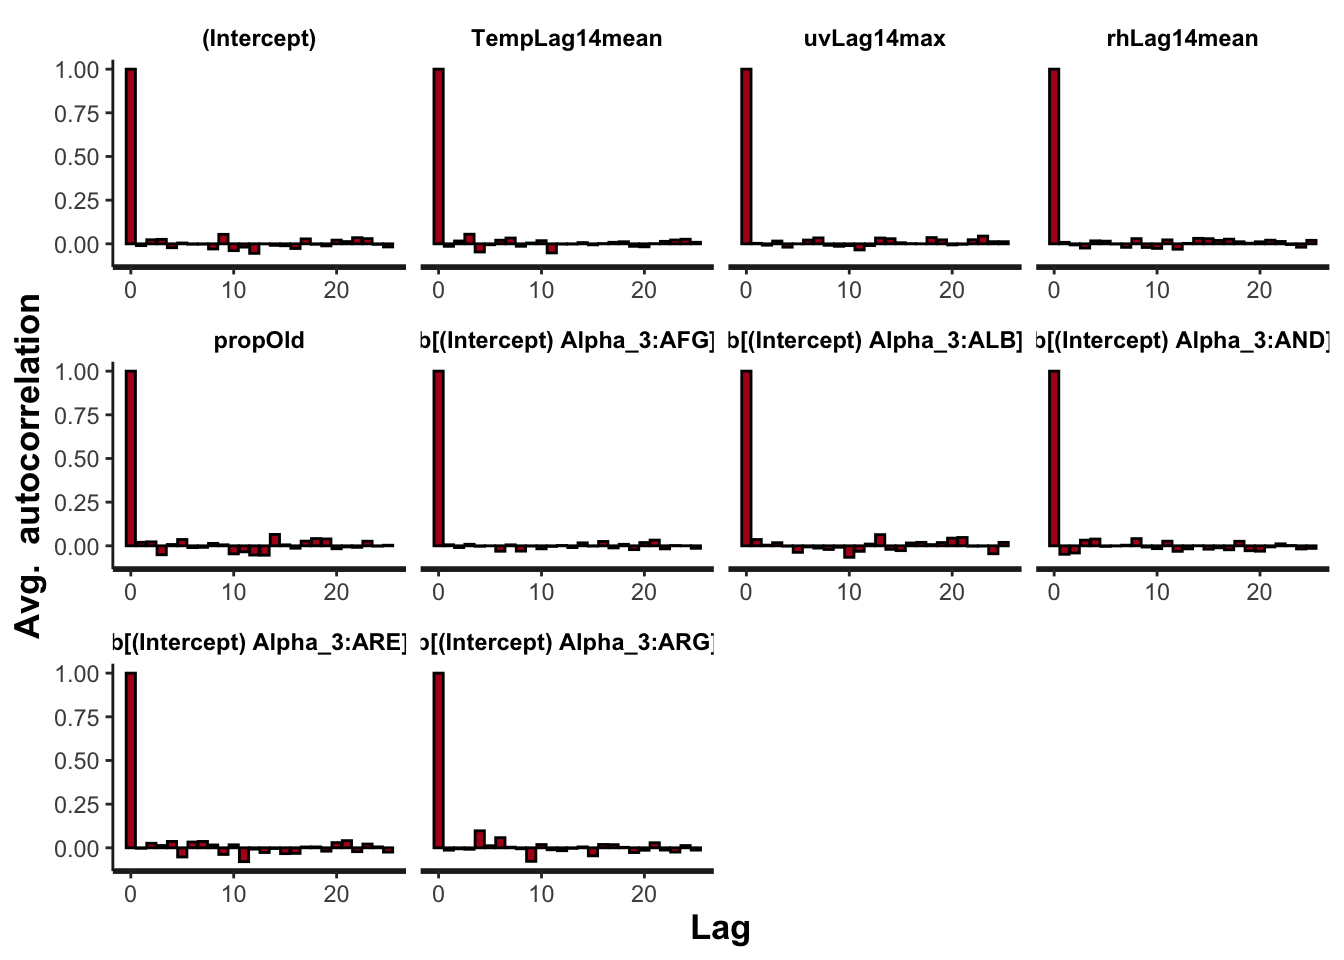 (Intercept) TempLag14mean uvLag14max rhLag14mean
1.00
0.75
0.50
0.25
0.00
0 10 20 0 10 20 0 10 20 0 10 20
propOld b[(Intercept) Alpha_3:AFG] b[(Intercept) Alpha_3:ALB] b[(Intercept) Alpha_3:AND]
1.00
0.75
0.50
0.25
0.00
0 10 20 0 10 20 0 10 20 0 10 20
b[(Intercept) Alpha_3:ARE] b[(Intercept) Alpha_3:ARG]
1.00
0.75
0.50
0.25
0.00
0 10 20 0 10 20
Avg. autocorrelation
Lag